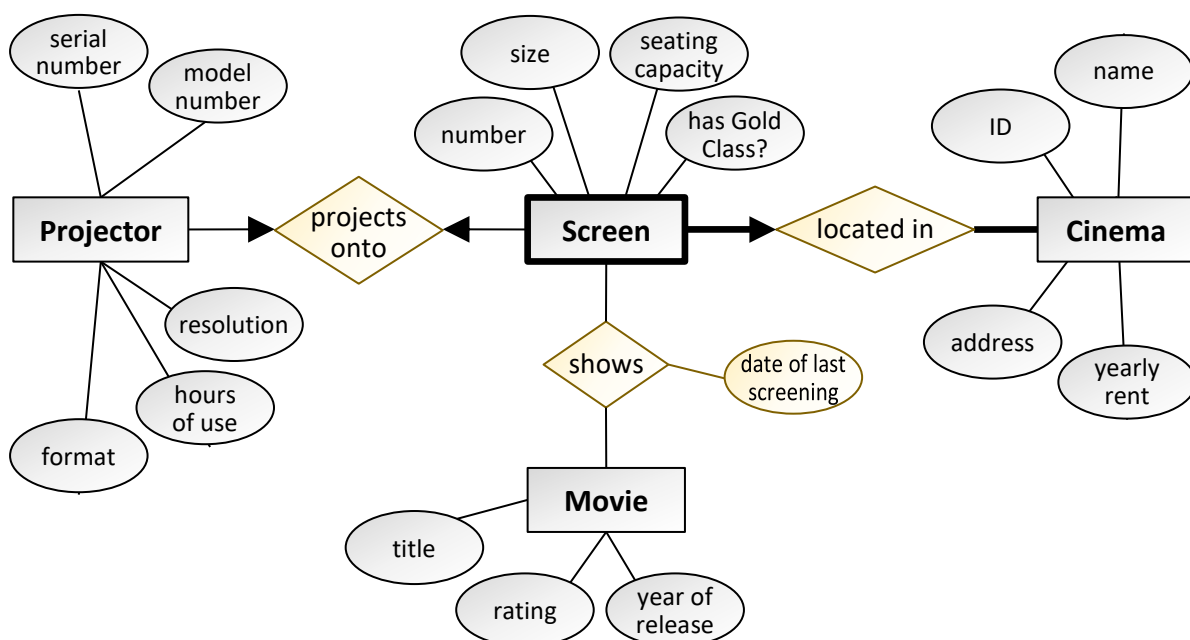 serial
number
model
number
Projector
resolution
hours
of use
format
projects
onto
size
seating
capacity
number
has Gold
Class?
Screen
shows
date of last
screening
Movie
title
rating
year of
release
located in
name
ID
Cinema
address
yearly
rent